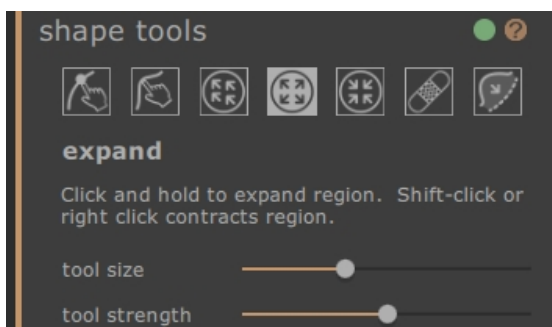 shape tools
?
expand
Click and hold to expand region.  Shift-click or
right click contracts region.
tool size
tool strength